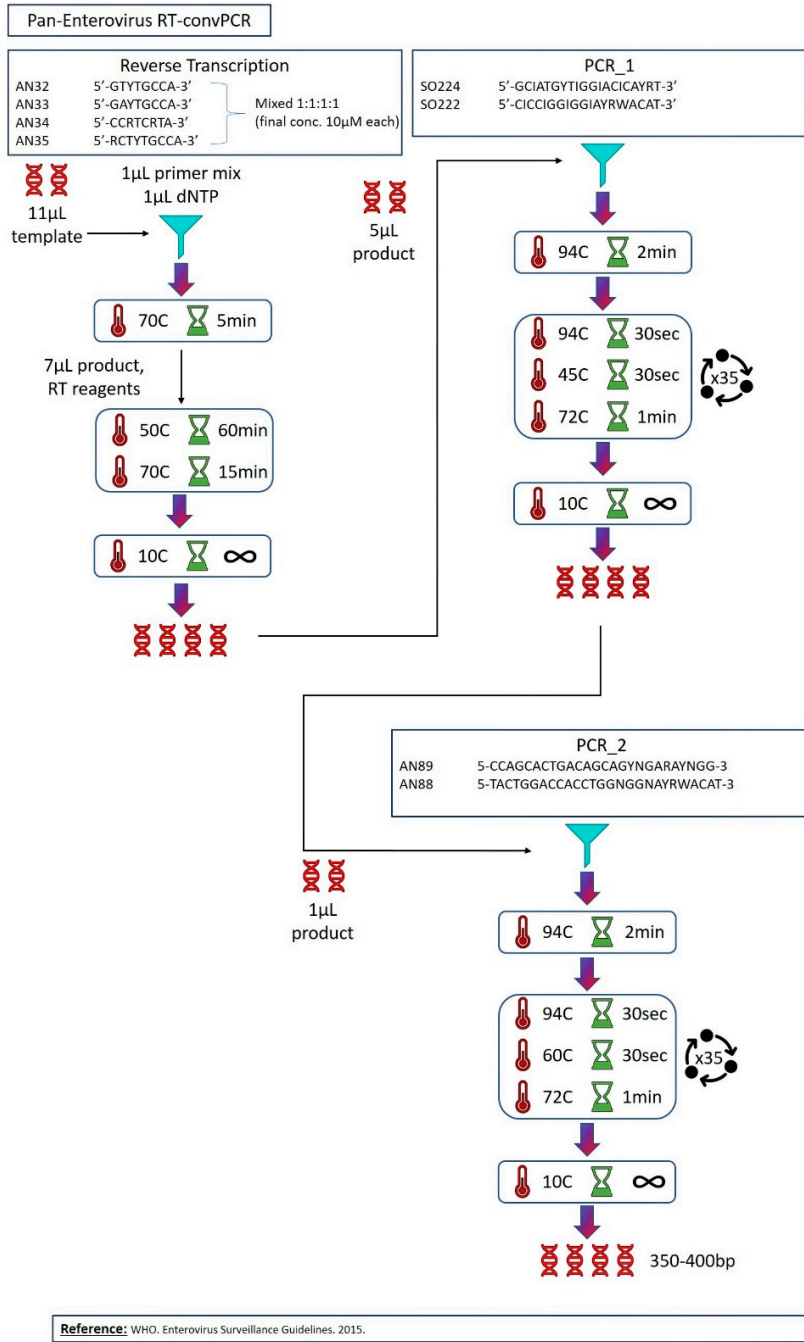 Pan-Enterovirus RT-convPCR
Reverse Transcription
AN32 5’-GTYTGCCA-3’
AN33 5’-GAYTGCCA-3’
AN34 5’-CCRTCRTA-3’
AN35 5’-RCTYTGCCA-3’
Mixed 1:1:1:1
(final conc. 10µM each)
11µL
template
1µL primer mix
1µL dNTP
70C 5min
7µL product,
RT reagents
50C 60min
70C 15min
10C ∞
5µL
product
PCR_1
SO224 5’-GCIATGYTIGGIACICAYRT-3’
SO222 5’-CICCIGGIGGIAYRWACAT-3’
94C 2min
94C 30sec
45C 30sec
72C 1min
x35
10C ∞
1µL
product
PCR_2
AN89 5-CCAGCACTGACAGCAGYNGARAYNGG-3
AN88 5-TACTGGACCACCTGGNGGNAYRWACAT-3
94C 2min
94C 30sec
60C 30sec
72C 1min
x35
10C ∞
350-400bp
Reference: WHO. Enterovirus Surveillance Guidelines. 2015.